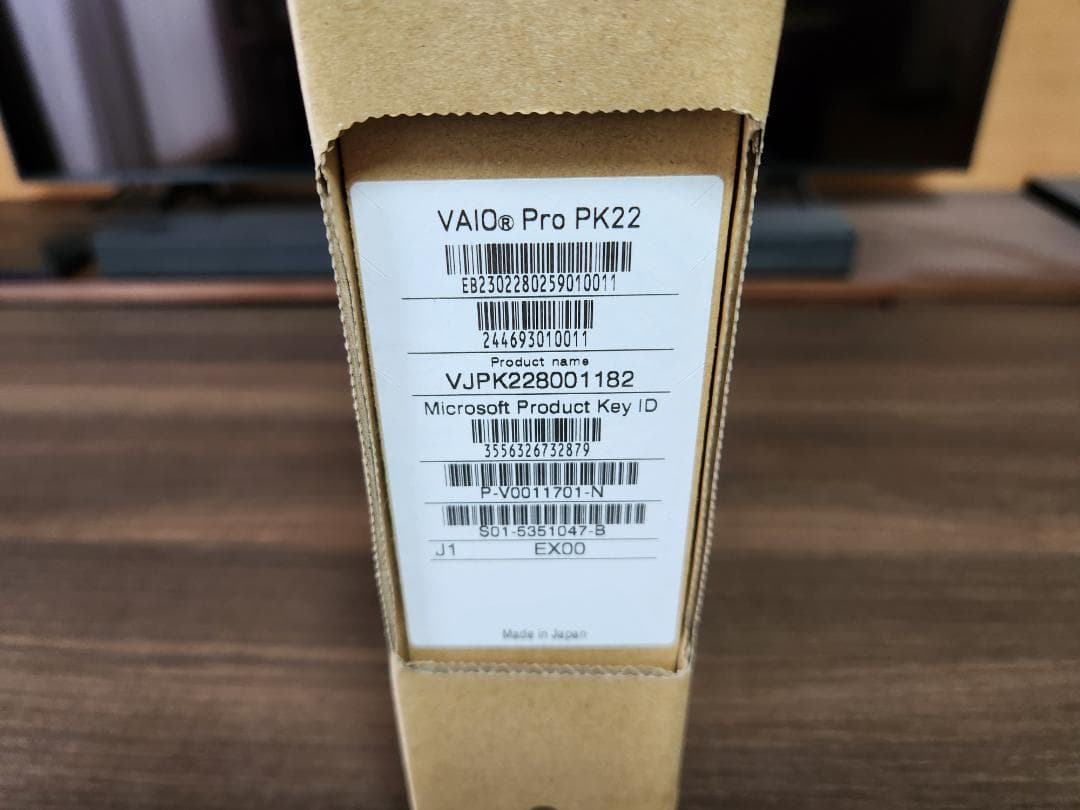 VAIO® Pro PK22
EB2302280259010011
244693010011
Product name
VJPK228001182
Microsoft Product Key ID
3556326732879
P-V0011701-N
S01-5351047-B
J1 EX00
Made in Japan